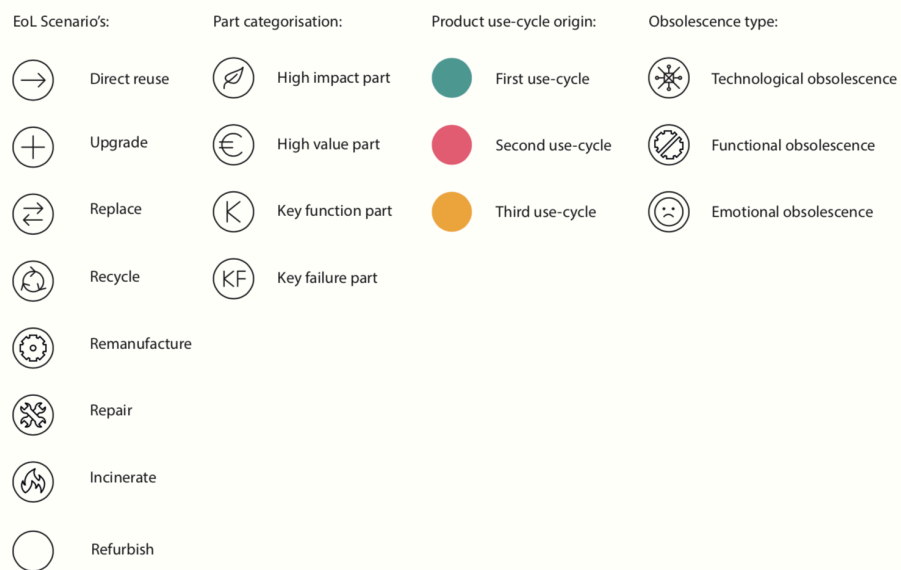 EoL Scenario's:
Direct reuse
Upgrade
Replace
Recycle
Remanufacture
Repair
Incinerate
Refurbish
Part categorisation:
High impact part
€
High value part
K
Key function part
KF
Key failure part
Product use-cycle origin:
First use-cycle
Second use-cycle
Third use-cycle
Obsolescence type:
Technological obsolescence
Functional obsolescence
Emotional obsolescence